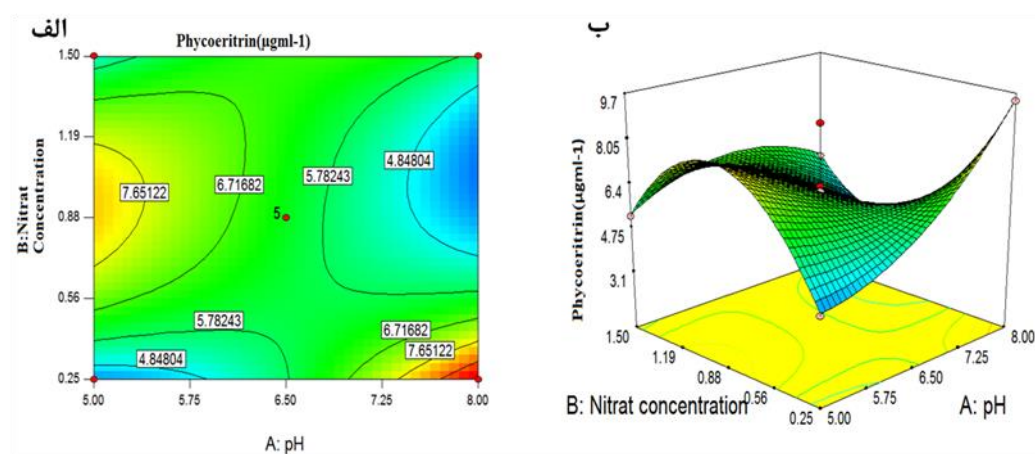 الف
Phycoeritrin(µgml-1)
1.50
1.19
0.88
0.56
0.25
B:Nitrat
Concentration
7.65122
6.71682
5.78243
4.84804
5
5.78243
4.84804
6.71682
7.65122
5.00 5.75 6.50 7.25 8.00
A: pH
ب
Phycoeritrin(µgml-1)
9.7
8.05
6.4
4.75
3.1
1.50
1.19
0.88
0.56
0.25
B: Nitrat concentration
5.00
5.75
6.50
7.25
8.00
A: pH